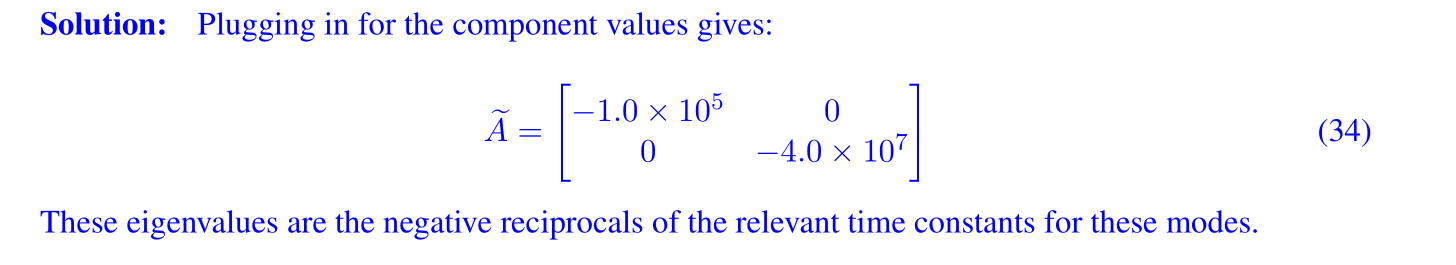 Solution: Plugging in for the component values gives:
$\widetilde{A} = \begin{bmatrix} -1.0 \times 10^5 & 0 \\ 0 & -4.0 \times 10^7 \end{bmatrix}$ (34)
These eigenvalues are the negative reciprocals of the relevant time constants for these modes.